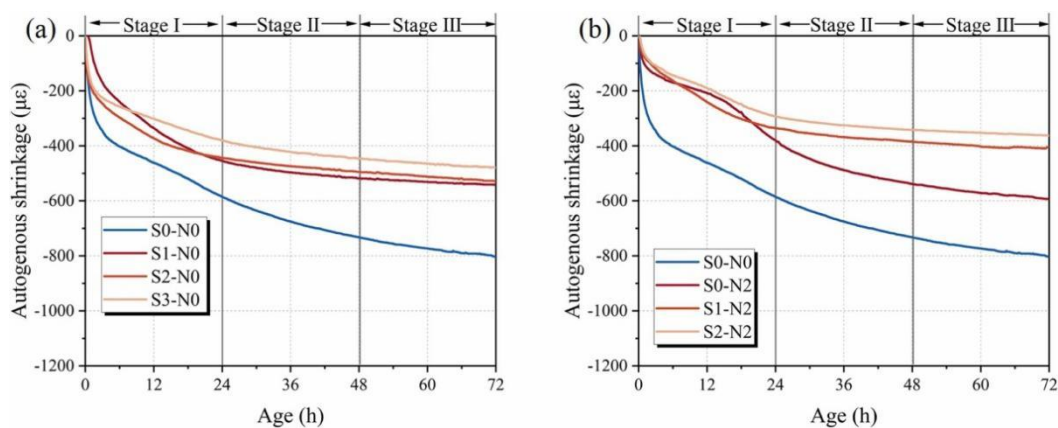 (a)
Stage I
Stage II
Stage III
0
-200
-400
-600
-800
-1000
-1200
Autogenous shrinkage (με)
S0-N0
S1-N0
S2-N0
S3-N0
0 12 24 36 48 60 72
Age (h)
(b)
Stage I
Stage II
Stage III
0
-200
-400
-600
-800
-1000
-1200
Autogenous shrinkage (με)
S0-N0
S0-N2
S1-N2
S2-N2
0 12 24 36 48 60 72
Age (h)